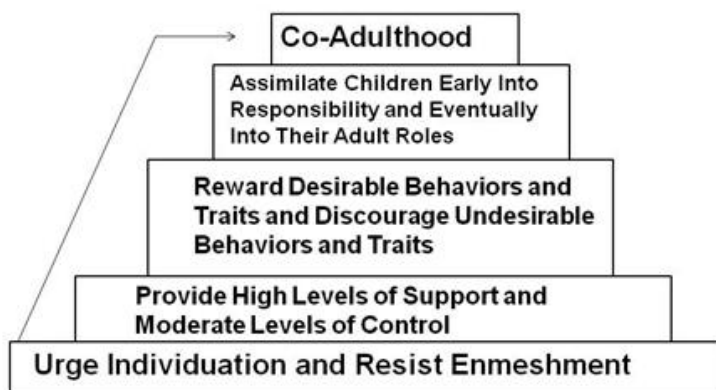 Co-Adulthood
Assimilate Children Early Into
Responsibility and Eventually
Into Their Adult Roles
Reward Desirable Behaviors and
Traits and Discourage Undesirable
Behaviors and Traits
Provide High Levels of Support and
Moderate Levels of Control
Urge Individuation and Resist Enmeshment